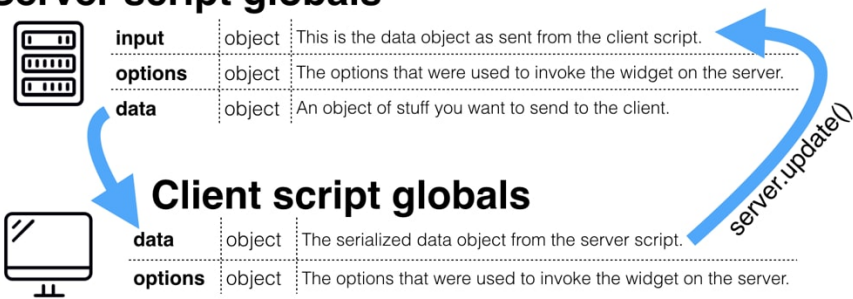 Server script globals
input object This is the data object as sent from the client script.
options object The options that were used to invoke the widget on the server.
data object An object of stuff you want to send to the client.
server.update()
Client script globals
data object The serialized data object from the server script.
options object The options that were used to invoke the widget on the server.